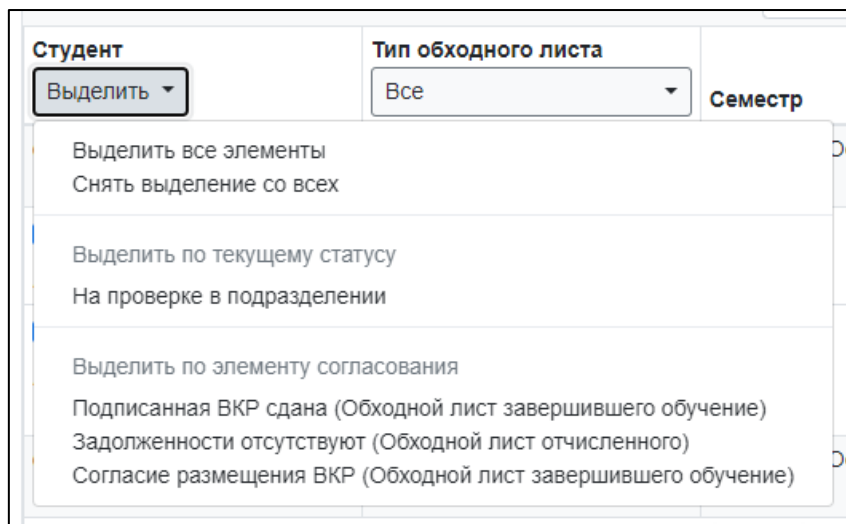 Студент
Тип обходного листа
Выделить
Все
Семестр
Выделить все элементы
Снять выделение со всех
Выделить по текущему статусу
На проверке в подразделении
Выделить по элементу согласования
Подписанная ВКР сдана (Обходной лист завершившего обучение)
Задолженности отсутствуют (Обходной лист отчисленного)
Согласие размещения ВКР (Обходной лист завершившего обучение)